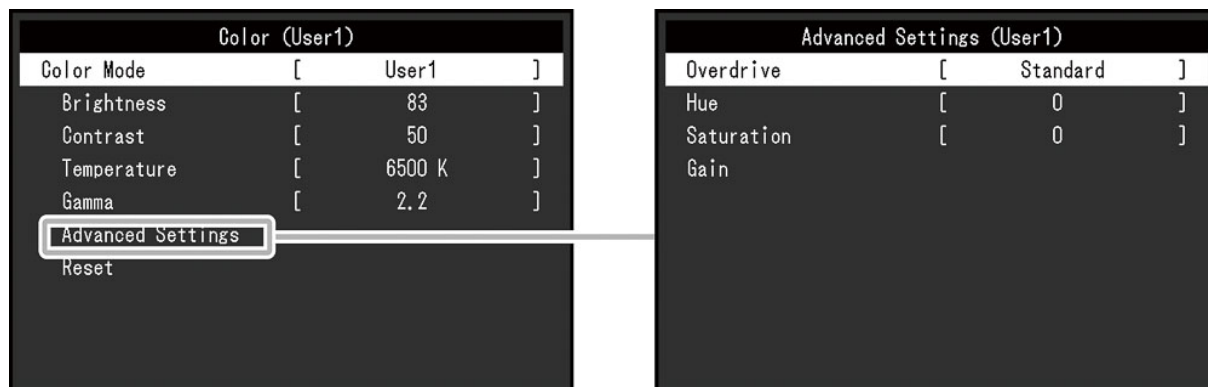 Color (User1)
Color Mode [ User1 ]
Brightness [ 83 ]
Contrast [ 50 ]
Temperature [ 6500 K ]
Gamma [ 2.2 ]
Advanced Settings
Reset
Advanced Settings (User1)
Overdrive [ Standard ]
Hue [ 0 ]
Saturation [ 0 ]
Gain